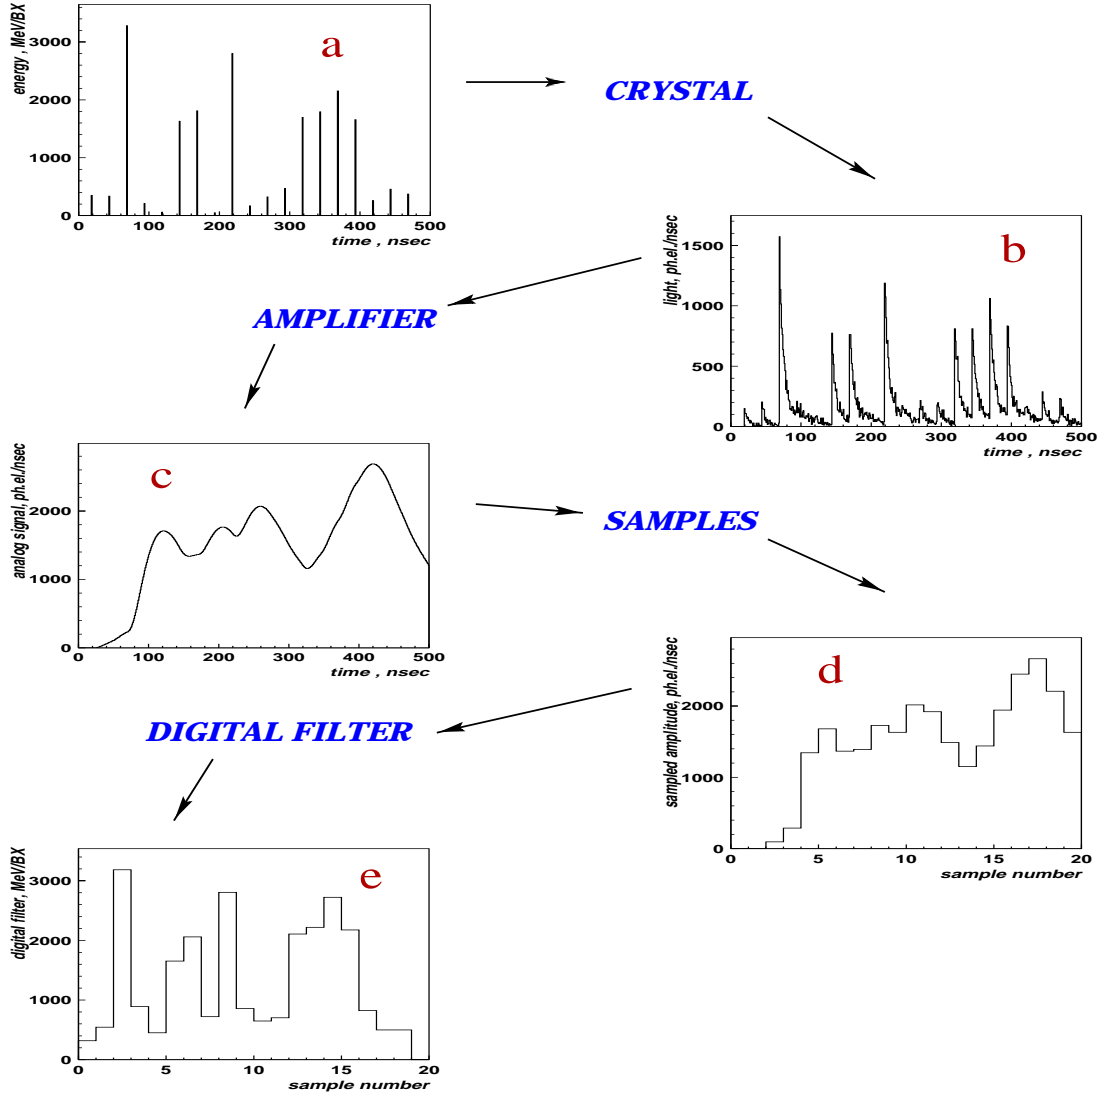 energy , MeV/BX
3000
2000
1000
0
a
0 100 200 300 400 500
time , nsec
CRYSTAL
light, ph.el./nsec
1500
1000
500
0
b
0 100 200 300 400 500
time , nsec
AMPLIFIER
analog signal, ph.el./nsec
2000
1000
0
c
0 100 200 300 400 500
time , nsec
SAMPLES
sampled amplitude, ph.el./nsec
2000
1000
0
d
0 5 10 15 20
sample number
DIGITAL FILTER
digital filter, MeV/BX
3000
2000
1000
0
e
0 5 10 15 20
sample number